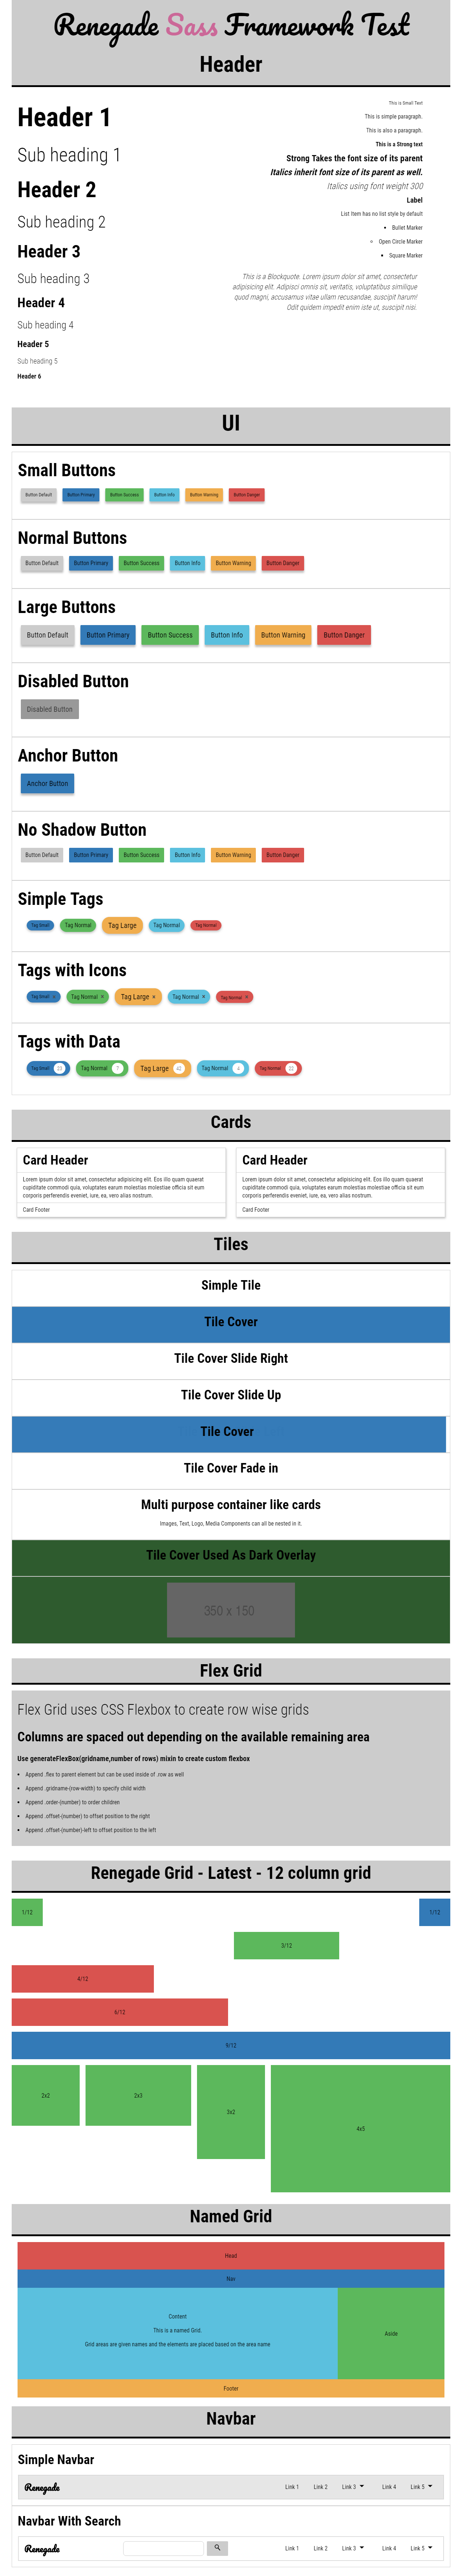 Renegade Sass Framework Test
Header
Header 1
Sub heading 1
Header 2
Sub heading 2
Header 3
Sub heading 3
Header 4
Sub heading 4
Header 5
Sub heading 5
Header 6
This is Small Text
This is simple paragraph.
This is also a paragraph.
This is a Strong text
Strong Takes the font size of its parent
Italics inherit font size of its parent as well.
Italics using font weight 300
Label
List Item has no list style by default
Bullet Marker
Open Circle Marker
Square Marker
This is a Blockquote. Lorem ipsum dolor sit amet, consectetur
adipisicing elit. Adipisci omnis sit, veritatis, voluptatibus similique
quod magni, accusamus vitae ullam recusandae, suscipit harum!
Odit quidem impedit enim iste ut, suscipit nisi.
UI
Small Buttons
Button Default Button Primary Button Success Button Info Button Warning Button Danger
Normal Buttons
Button Default Button Primary Button Success Button Info Button Warning Button Danger
Large Buttons
Button Default Button Primary Button Success Button Info Button Warning Button Danger
Disabled Button
Disabled Button
Anchor Button
Anchor Button
No Shadow Button
Button Default Button Primary Button Success Button Info Button Warning Button Danger
Simple Tags
Tag Small Tag Normal Tag Large Tag Normal Tag Normal
Tags with Icons
Tag Small Tag Normal × Tag Large × Tag Normal × Tag Normal ×
Tags with Data
Tag Small 23 Tag Normal 7 Tag Large 42 Tag Normal 4 Tag Normal 22
Cards
Card Header
Lorem ipsum dolor sit amet, consectetur adipisicing elit. Eos illo quam quaerat
cupiditate commodi quia, voluptates earum molestias molestiae officia sit eum
corporis perferendis eveniet, iure, ea, vero alias nostrum.
Card Footer
Card Header
Lorem ipsum dolor sit amet, consectetur adipisicing elit. Eos illo quam quaerat
cupiditate commodi quia, voluptates earum molestias molestiae officia sit eum
corporis perferendis eveniet, iure, ea, vero alias nostrum.
Card Footer
Tiles
Simple Tile
Tile Cover
Tile Cover Slide Right
Tile Cover Slide Up
Tile Cover
Tile Cover Fade in
Multi purpose container like cards
Images, Text, Logo, Media Components can all be nested in it.
Tile Cover Used As Dark Overlay
350 x 150
Flex Grid
Flex Grid uses CSS Flexbox to create row wise grids
Columns are spaced out depending on the available remaining area
Use generateFlexBox(gridname,number of rows) mixin to create custom flexbox
Append .flex to parent element but can be used inside of .row as well
Append .gridname-(row-width) to specify child width
Append .order-(number) to order children
Append .offset-(number) to offset position to the right
Append .offset-(number)-left to offset position to the left
Renegade Grid - Latest - 12 column grid
1/12 1/12
3/12
4/12
6/12
9/12
2x2 2x3 3x2 4x5
Named Grid
Head
Nav
Content
This is a named Grid.
Grid areas are given names and the elements are placed based on the area name
Aside
Footer
Navbar
Simple Navbar
Renegade Link 1 Link 2 Link 3 Link 4 Link 5
Navbar With Search
Renegade Link 1 Link 2 Link 3 Link 4 Link 5